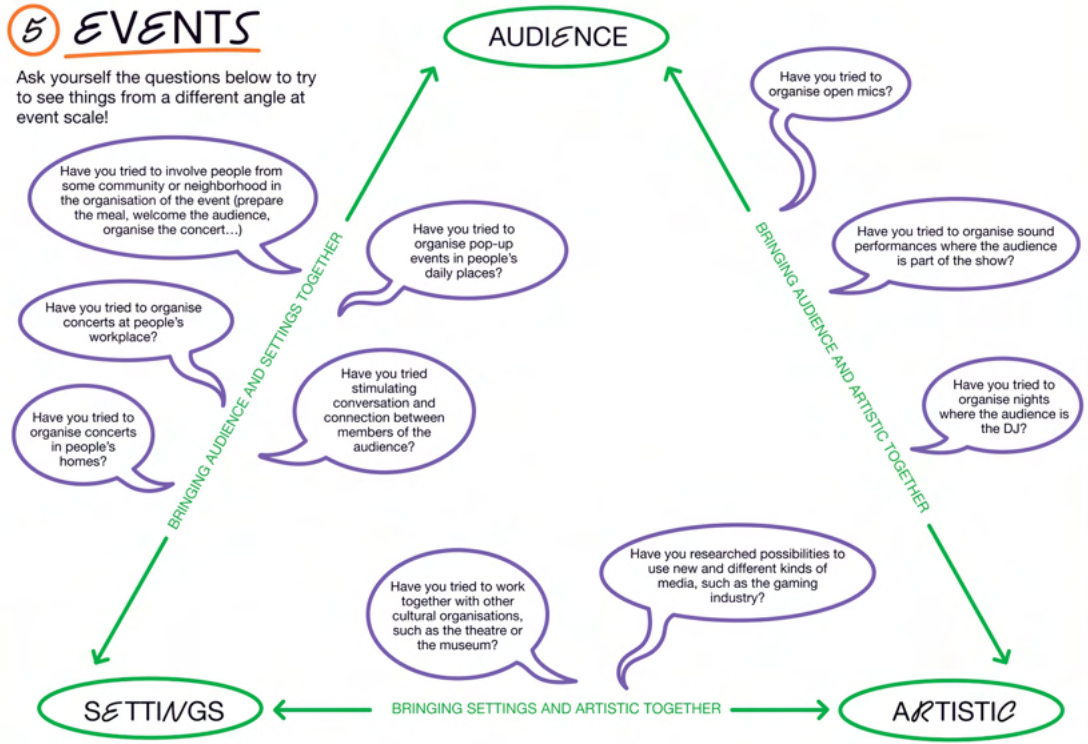 5 EVENTS
Ask yourself the questions below to try
to see things from a different angle at
event scale!
AUDIENCE
Have you tried to
organise open mics?
Have you tried to involve people from
some community or neighborhood in
the organisation of the event (prepare
the meal, welcome the audience,
organise the concert...)
Have you tried to
organise pop-up
events in people's
daily places?
Have you tried to organise sound
performances where the audience
is part of the show?
BRINGING AUDIENCE AND SETTINGS TOGETHER
BRINGING AUDIENCE AND ARTISTIC TOGETHER
Have you tried to organise
concerts at people's
workplace?
Have you tried
stimulating
conversation and
connection between
members of the
audience?
Have you tried to
organise nights
where the audience is
the DJ?
Have you tried to
organise concerts
in people's
homes?
Have you tried to work
together with other
cultural organisations,
such as the theatre or
the museum?
Have you researched possibilities to
use new and different kinds of
media, such as the gaming
industry?
SETTINGS
BRINGING SETTINGS AND ARTISTIC TOGETHER
ARTISTIC